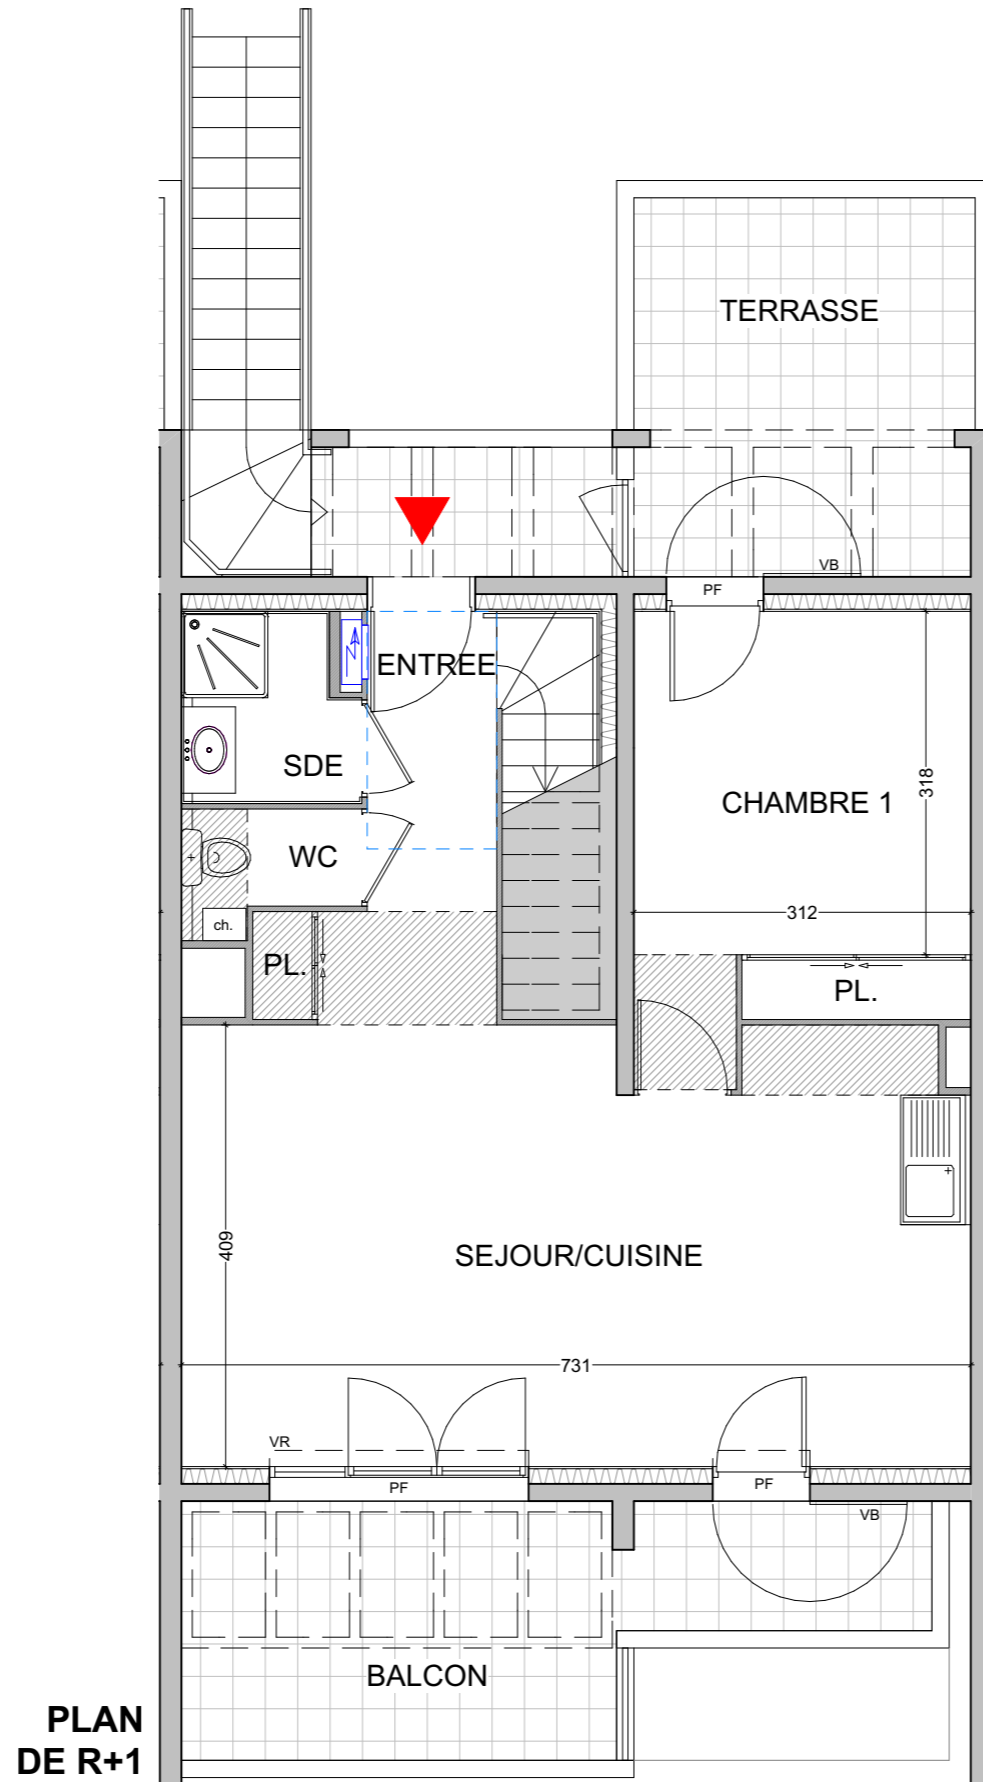 TERRASSE
VB
PF
ENTREE
SDE
CHAMBRE 1
318
WC
312
ch.
PL.
PL.
409
SEJOUR/CUISINE
731
VR
PF
PF
VB
BALCON
PLAN
DE R+1